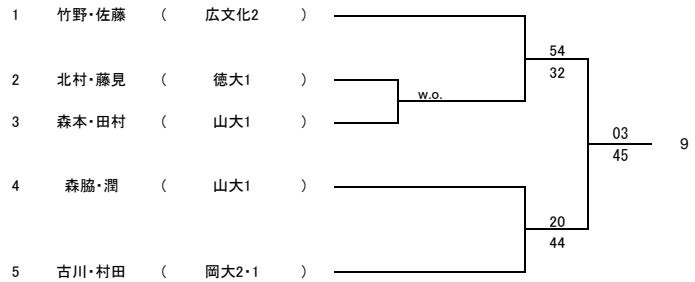 1 竹野・佐藤 ( 広文化2 )
54
2 北村・藤見 ( 徳大1 )
32
w.o.
3 森本・田村 ( 山大1 )
03
9
45
4 森脇・潤 ( 山大1 )
20
44
5 古川・村田 ( 岡大2・1 )